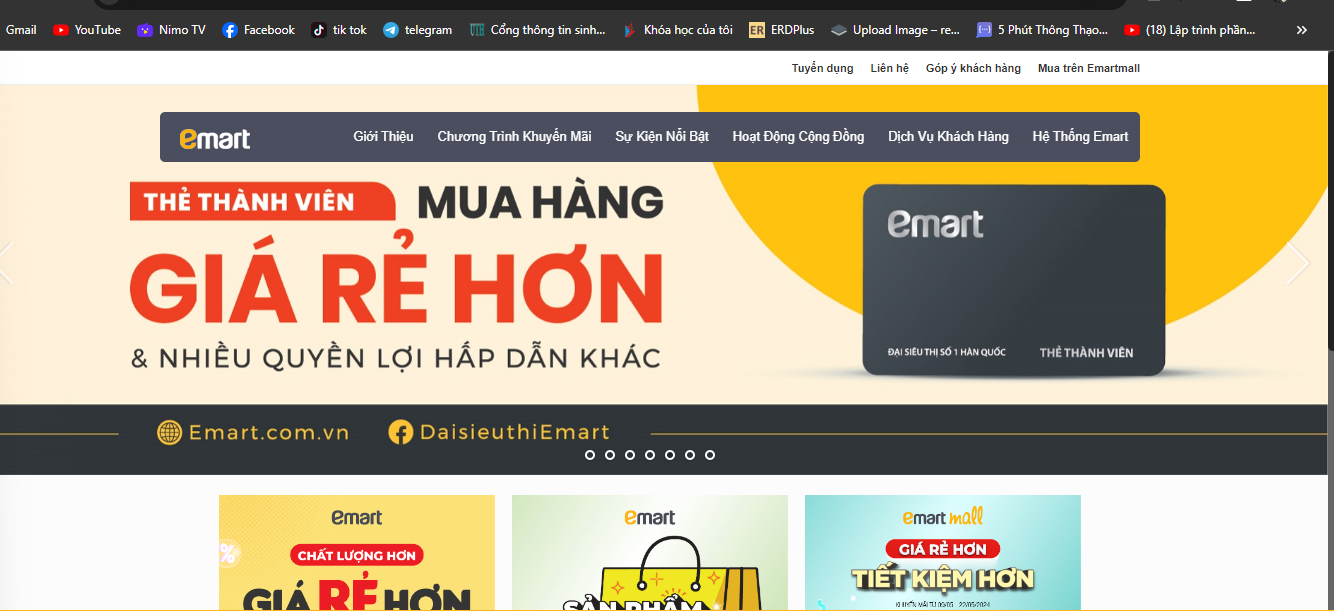 Gmail YouTube Nimo TV Facebook tik tok telegram Cổng thông tin sinh... Khóa học của tôi ERDPlus Upload Image – re... 5 Phút Thông Thạo... (18) Lập trình phần... »
Tuyển dụng Liên hệ Góp ý khách hàng Mua trên Emartmall
emart Giới Thiệu Chương Trình Khuyến Mãi Sự Kiện Nổi Bật Hoạt Động Cộng Đồng Dịch Vụ Khách Hàng Hệ Thống Emart
THẺ THÀNH VIÊN MUA HÀNG
GIÁ RẺ HƠN
& NHIỀU QUYỀN LỢI HẤP DẪN KHÁC
emart
ĐẠI SIÊU THỊ SỐ 1 HÀN QUỐC THẺ THÀNH VIÊN
Emart.com.vn DaisieuthiEmart
emart
%
CHẤT LƯỢNG HƠN
GIÁ RẺ HƠN
emart
SẢN PHẨM
emart mall
GIÁ RẺ HƠN
TIẾT KIỆM HƠN
KHUYẾN MÃI TỪ 09/05 - 22/05/2024